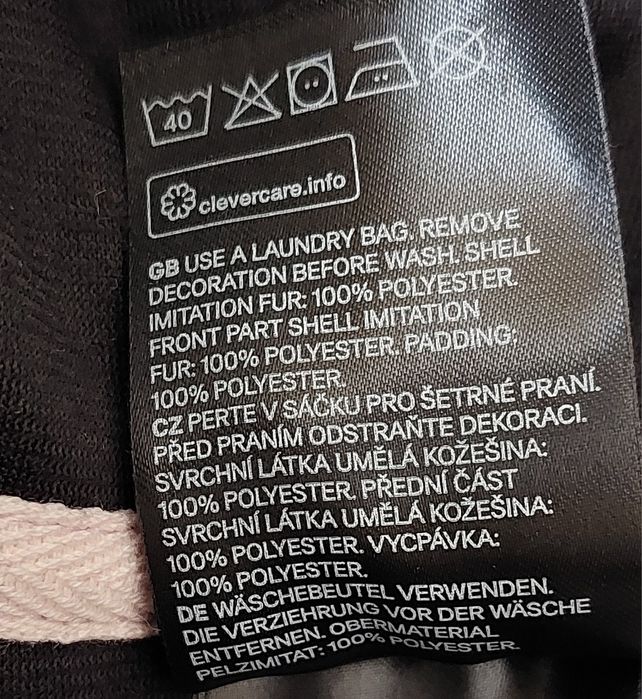 40
clevercare.info
GB USE A LAUNDRY BAG. REMOVE
DECORATION BEFORE WASH. SHELL
IMITATION FUR: 100% POLYESTER.
FRONT PART SHELL IMITATION
FUR: 100% POLYESTER. PADDING:
100% POLYESTER.
CZ PERTE V SÁČKU PRO ŠETRNÉ PRANÍ.
PŘED PRANÍM ODSTRAŇTE DEKORACI.
SVRCHNÍ LÁTKA UMĚLÁ KOŽEŠINA:
100% POLYESTER. PŘEDNÍ ČÁST
SVRCHNÍ LÁTKA UMĚLÁ KOŽEŠINA:
100% POLYESTER. VYCPÁVKA:
100% POLYESTER.
DE WÄSCHEBEUTEL VERWENDEN.
DIE VERZIEHRUNG VOR DER WÄSCHE
ENTFERNEN. OBERMATERIAL
PELZIMITAT: 100% POLYESTER.